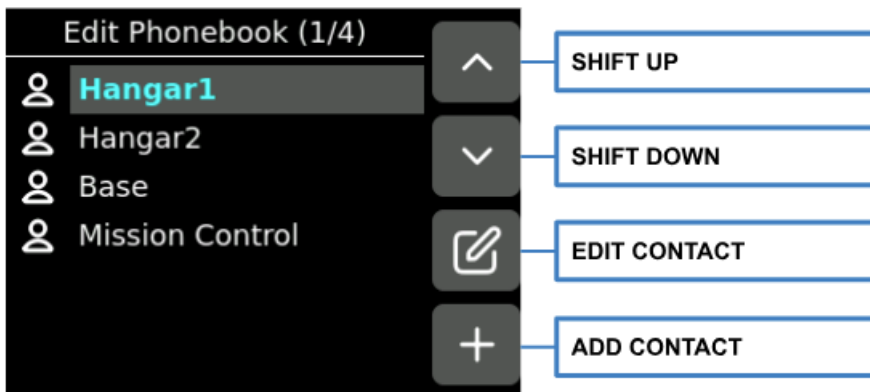 Edit Phonebook (1/4)
Hangar1
Hangar2
Base
Mission Control
SHIFT UP
SHIFT DOWN
EDIT CONTACT
ADD CONTACT